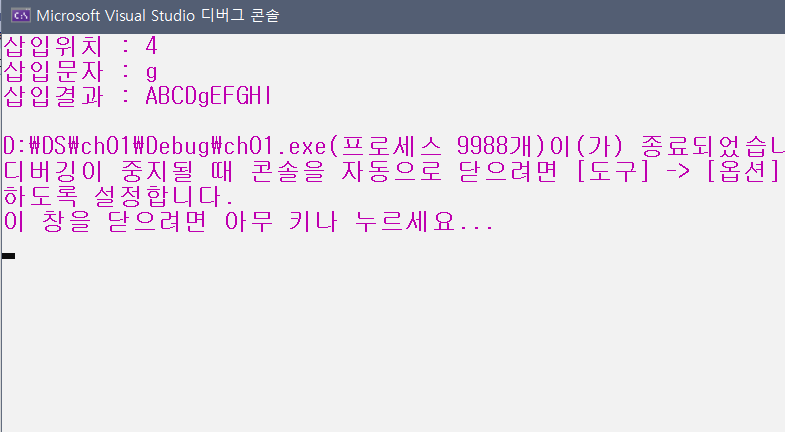 Microsoft Visual Studio 디버그 콘솔
삽입위치 : 4
삽입문자 : g
삽입결과 : ABCDgEFGHI
D:\DS\ch01\Debug\ch01.exe(프로세스 9988개)이(가) 종료되었습
디버깅이 중지될 때 콘솔을 자동으로 닫으려면 [도구] -> [옵션]
하도록 설정합니다.
이 창을 닫으려면 아무 키나 누르세요...